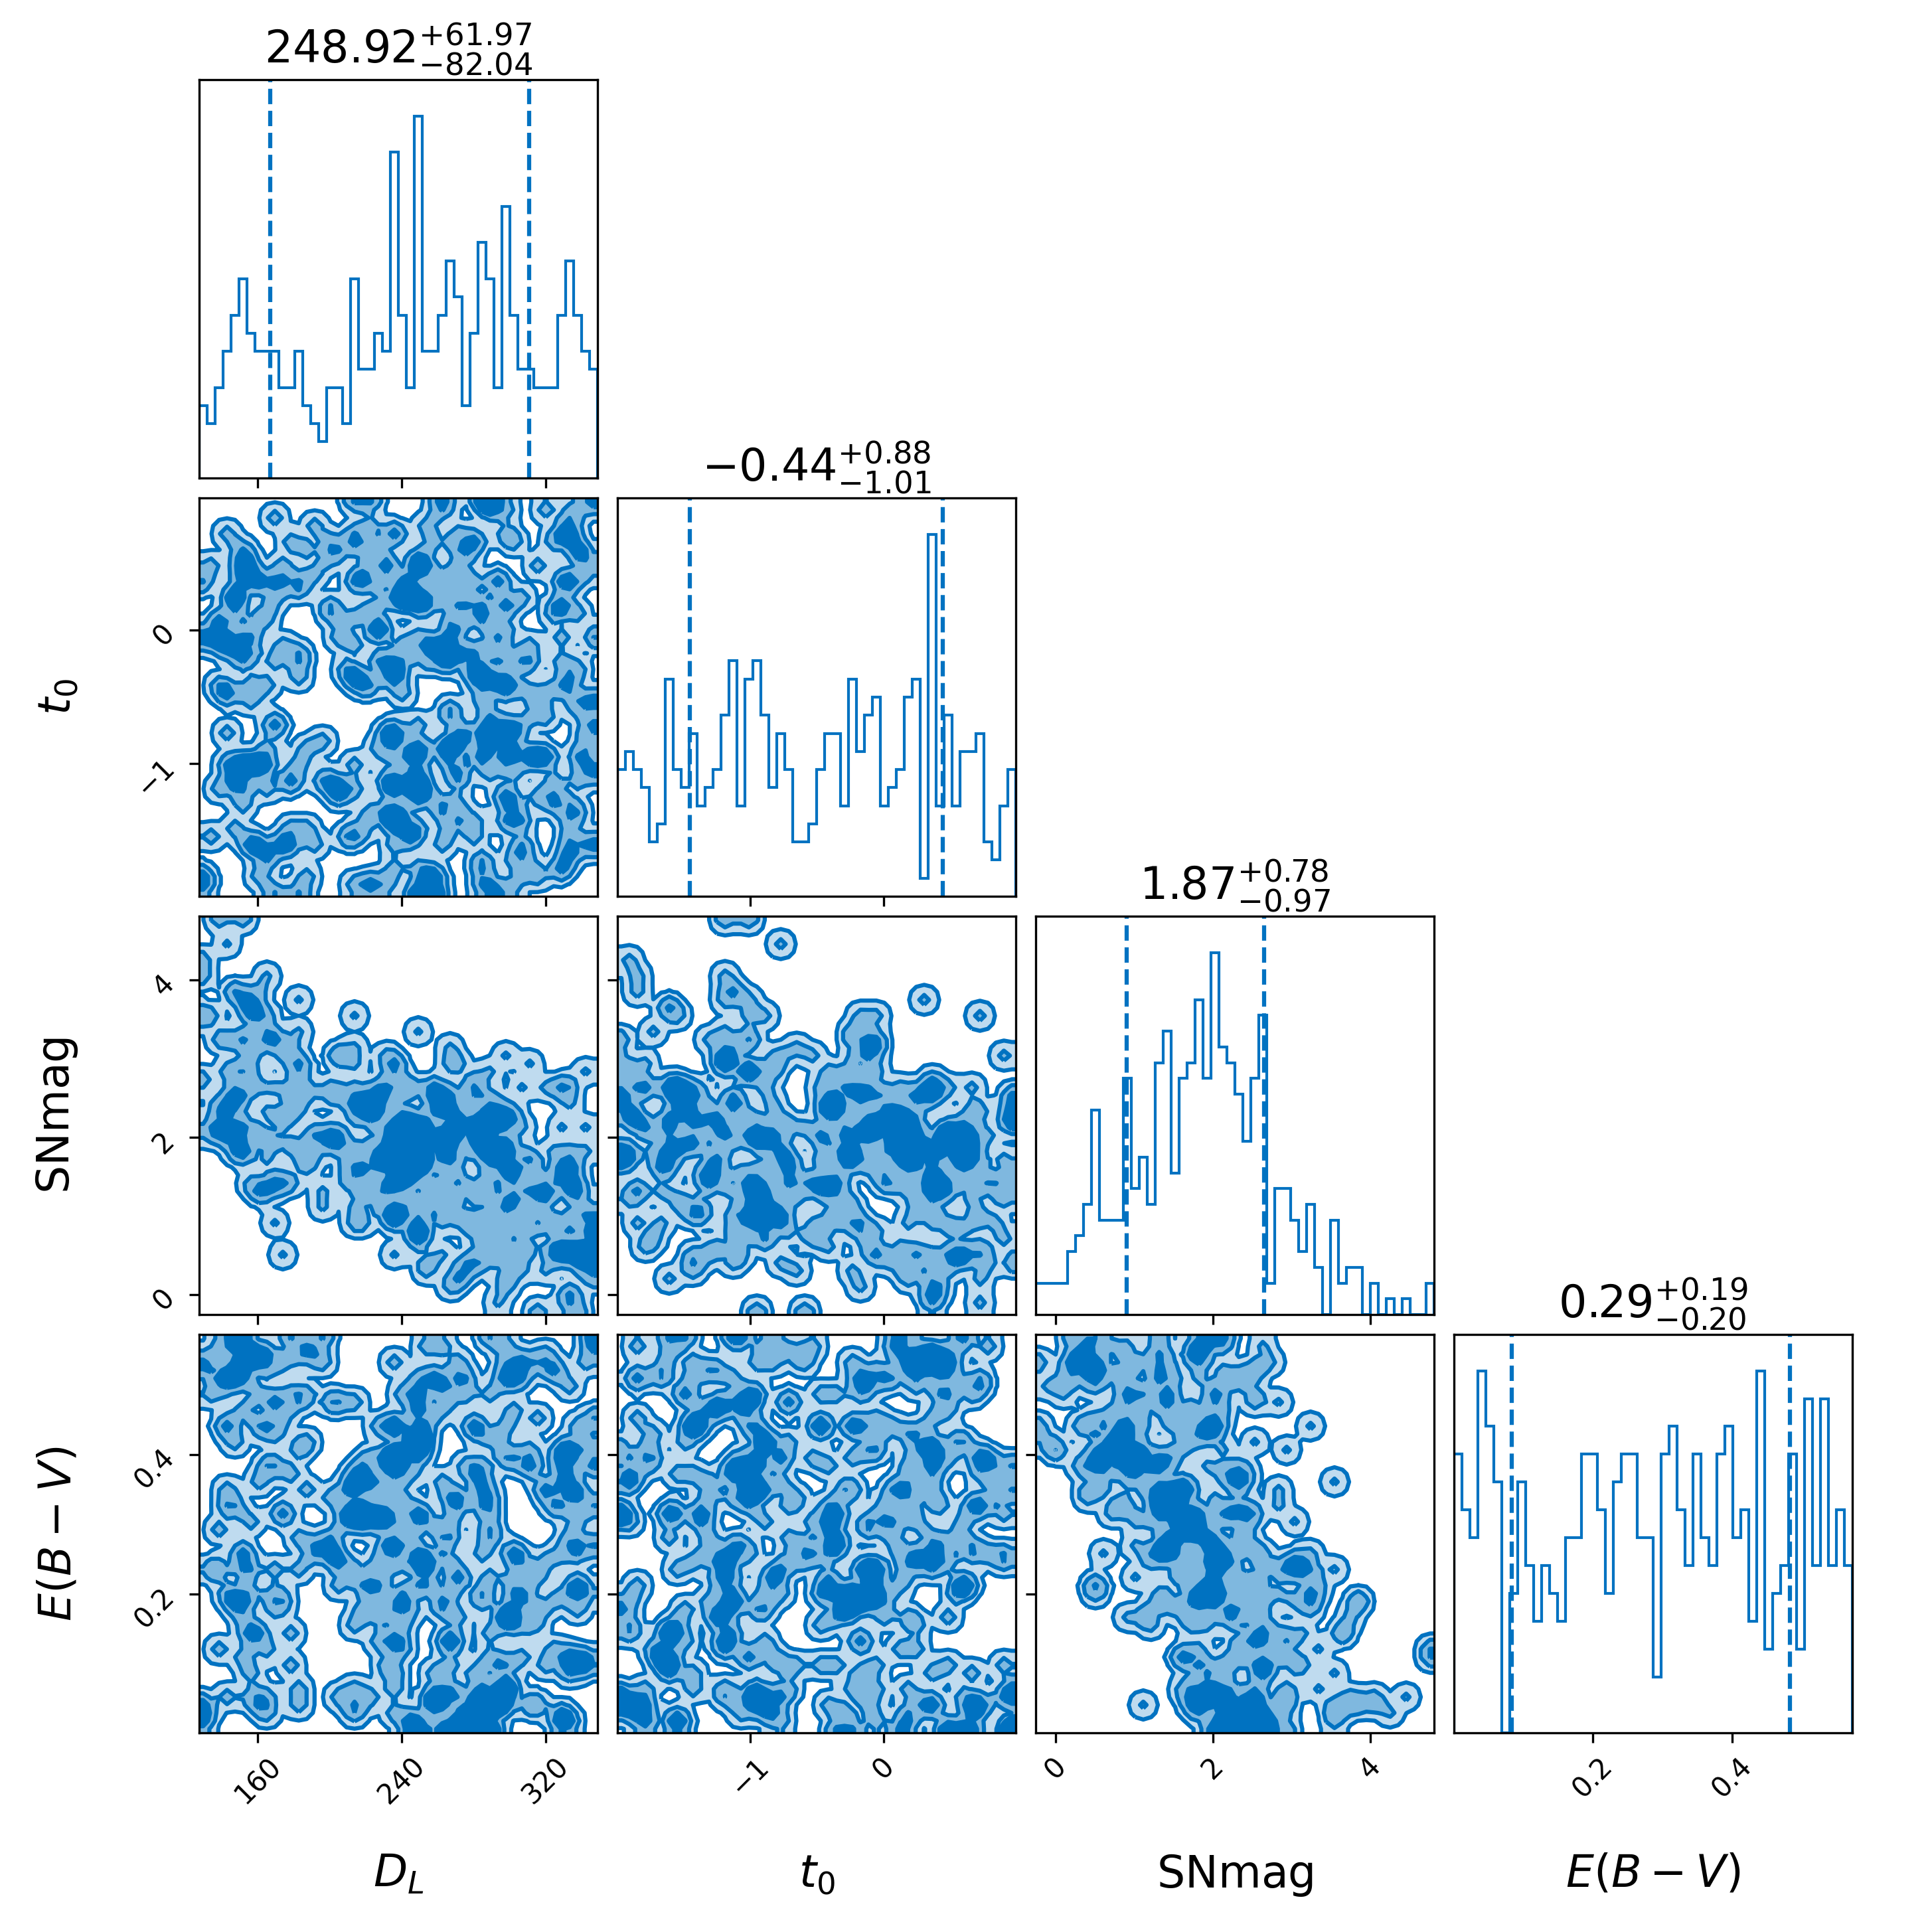 248.92^{+61.97}_{−82.04}
−0.44^{+0.88}_{−1.01}
t_0
0
−1
1.87^{+0.78}_{−0.97}
SNmag
4
2
0
0.29^{+0.19}_{−0.20}
E(B − V)
0.4
0.2
160 240 320 −1 0 0 2 4 0.2 0.4
D_L t_0 SNmag E(B − V)